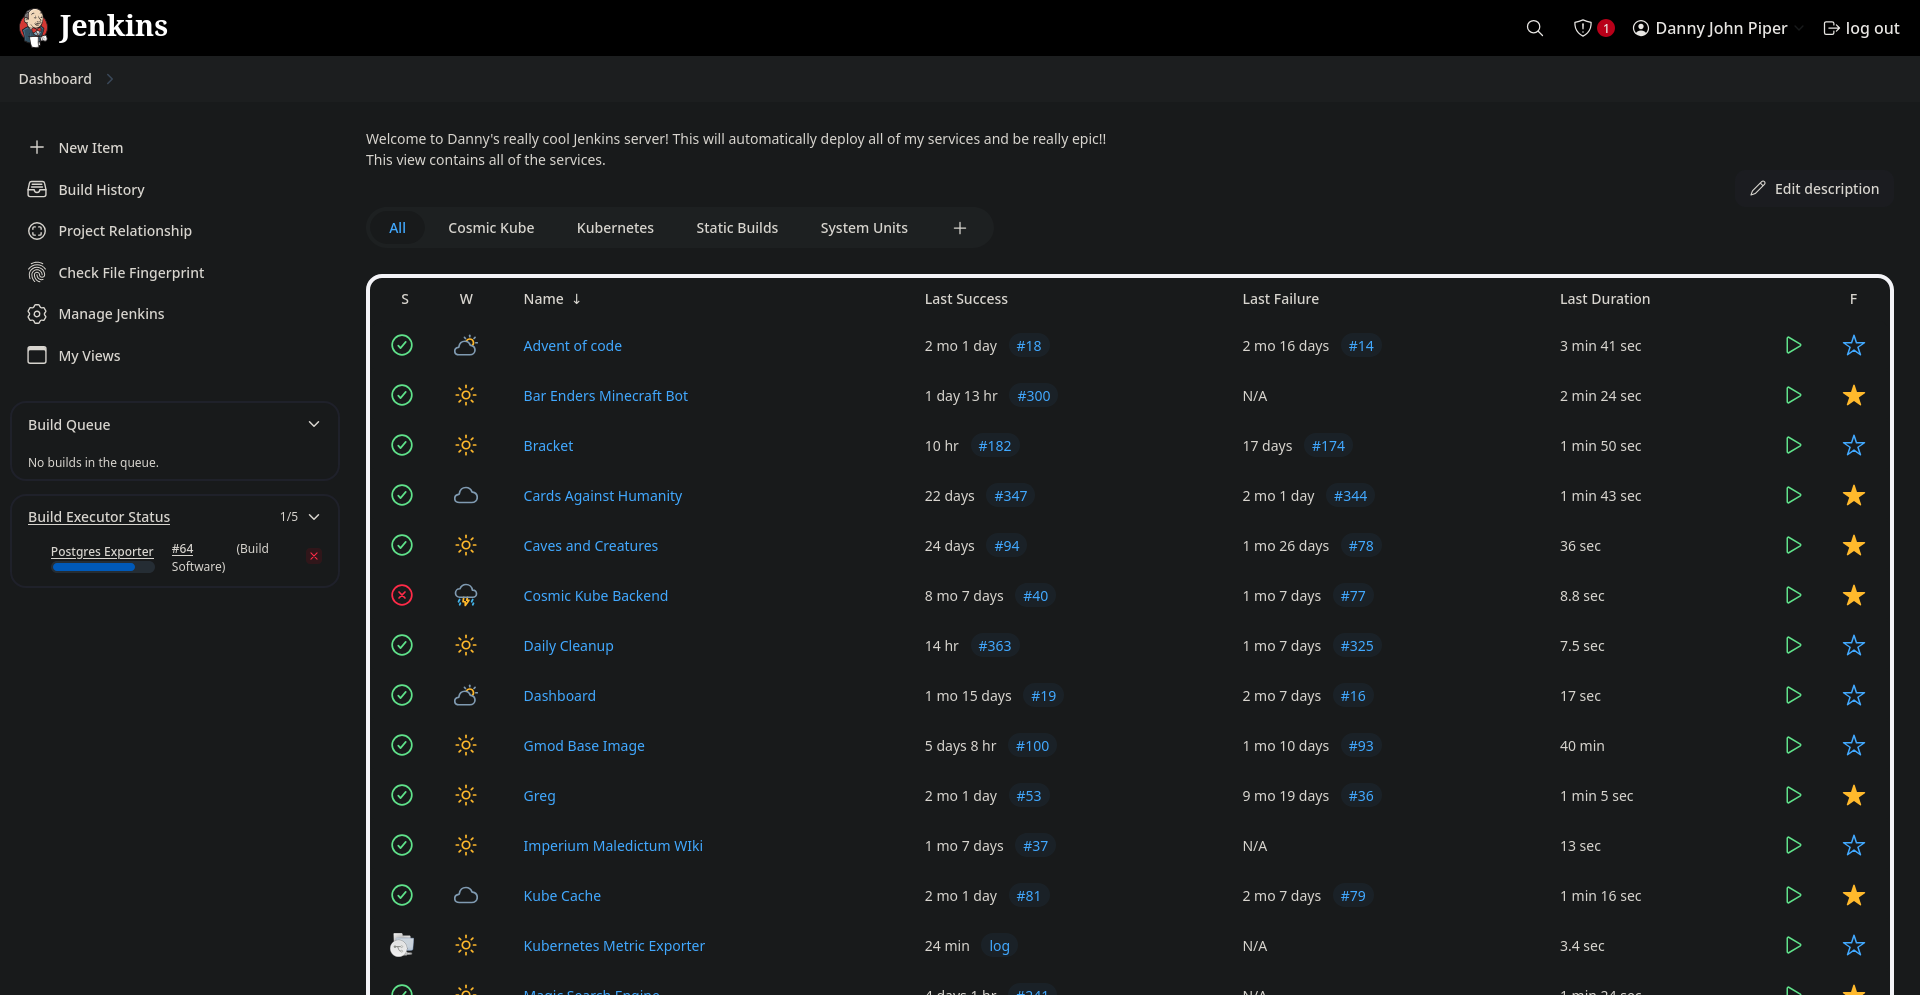 Jenkins
1
Danny John Piper
log out
Dashboard
New Item
Build History
Project Relationship
Check File Fingerprint
Manage Jenkins
My Views
Build Queue
No builds in the queue.
Build Executor Status 1/5
Postgres Exporter #64 (Build
Software)
Welcome to Danny's really cool Jenkins server! This will automatically deploy all of my services and be really epic!!
This view contains all of the services.
Edit description
All Cosmic Kube Kubernetes Static Builds System Units
S W Name ↓ Last Success Last Failure Last Duration F
Advent of code 2 mo 1 day #18 2 mo 16 days #14 3 min 41 sec
Bar Enders Minecraft Bot 1 day 13 hr #300 N/A 2 min 24 sec
Bracket 10 hr #182 17 days #174 1 min 50 sec
Cards Against Humanity 22 days #347 2 mo 1 day #344 1 min 43 sec
Caves and Creatures 24 days #94 1 mo 26 days #78 36 sec
Cosmic Kube Backend 8 mo 7 days #40 1 mo 7 days #77 8.8 sec
Daily Cleanup 14 hr #363 1 mo 7 days #325 7.5 sec
Dashboard 1 mo 15 days #19 2 mo 7 days #16 17 sec
Gmod Base Image 5 days 8 hr #100 1 mo 10 days #93 40 min
Greg 2 mo 1 day #53 9 mo 19 days #36 1 min 5 sec
Imperium Maledictum WIki 1 mo 7 days #37 N/A 13 sec
Kube Cache 2 mo 1 day #81 2 mo 7 days #79 1 min 16 sec
Kubernetes Metric Exporter 24 min log N/A 3.4 sec
Magic Search Engine 4 days 1 hr #241 N/A 1 min 24 sec